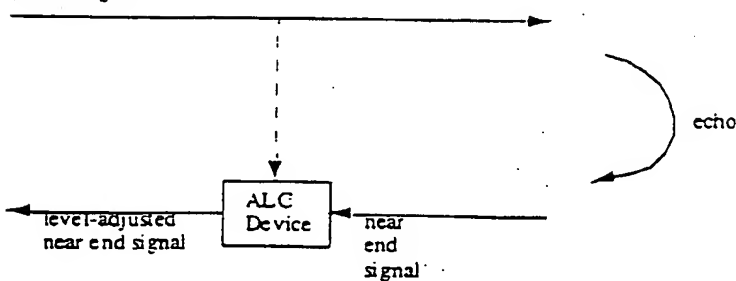 echo
ALC
Device
level-adjusted
near end signal
near
end
signal